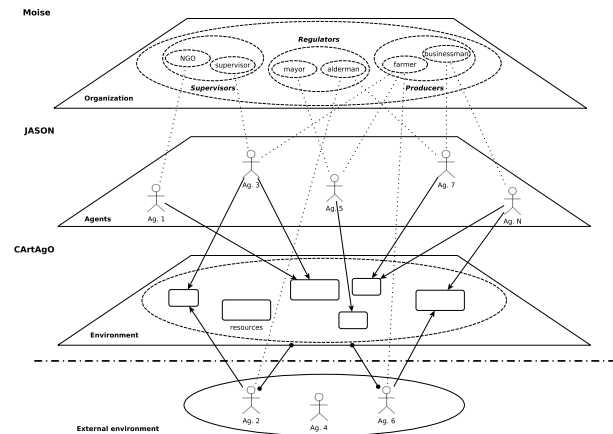 Moise
Regulators
NGO
supervisor
mayor
alderman
farmer
businessman
Supervisors
Producers
Organization
JASON
Ag. 1
Ag. 3
Ag. 5
Ag. 7
Ag. N
Agents
CArtAgO
resources
Environment
Ag. 2
Ag. 4
Ag. 6
External environment